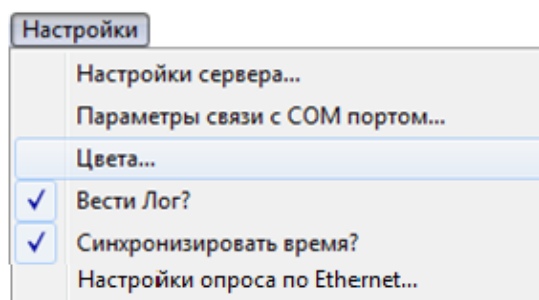 Настройки
Настройки сервера...
Параметры связи с COM портом...
Цвета...
Вести Лог?
Синхронизировать время?
Настройки опроса по Ethernet...